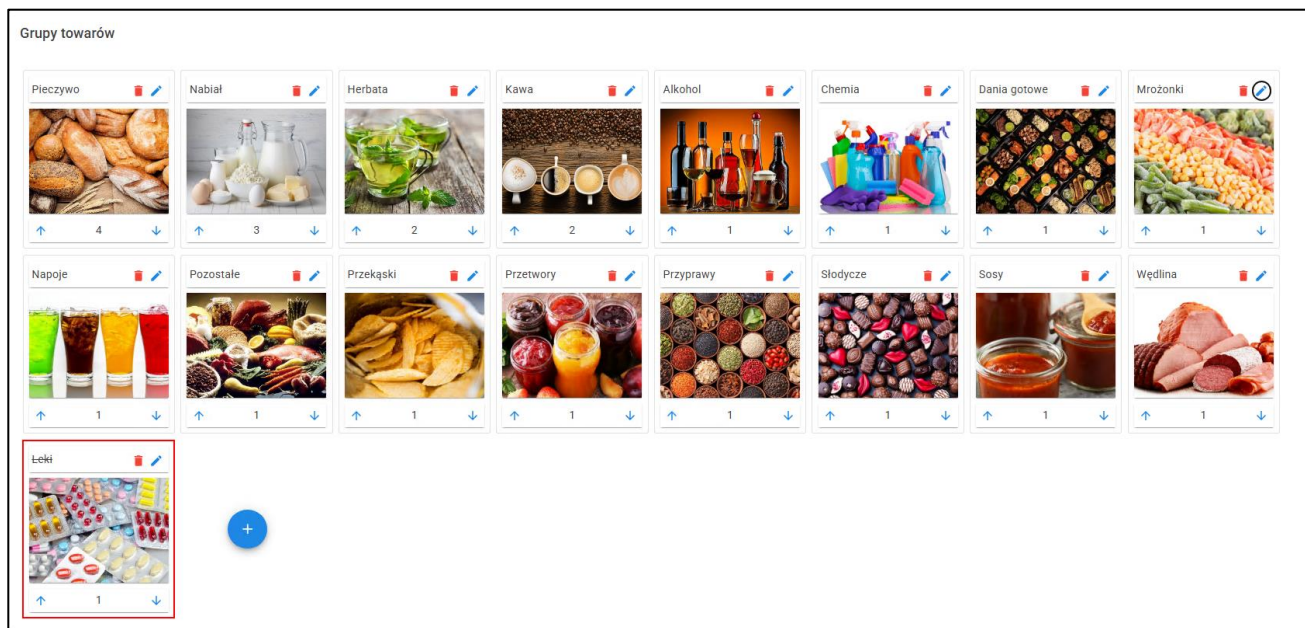 Grupy towarów
Pieczywo Nabiał Herbata Kawa Alkohol Chemia Dania gotowe Mrożonki
4 3 2 2 1 1 1 1
Napoje Pozostałe Przekąski Przetwory Przyprawy Słodycze Sosy Wędlina
1 1 1 1 1 1 1 1
Leki
1